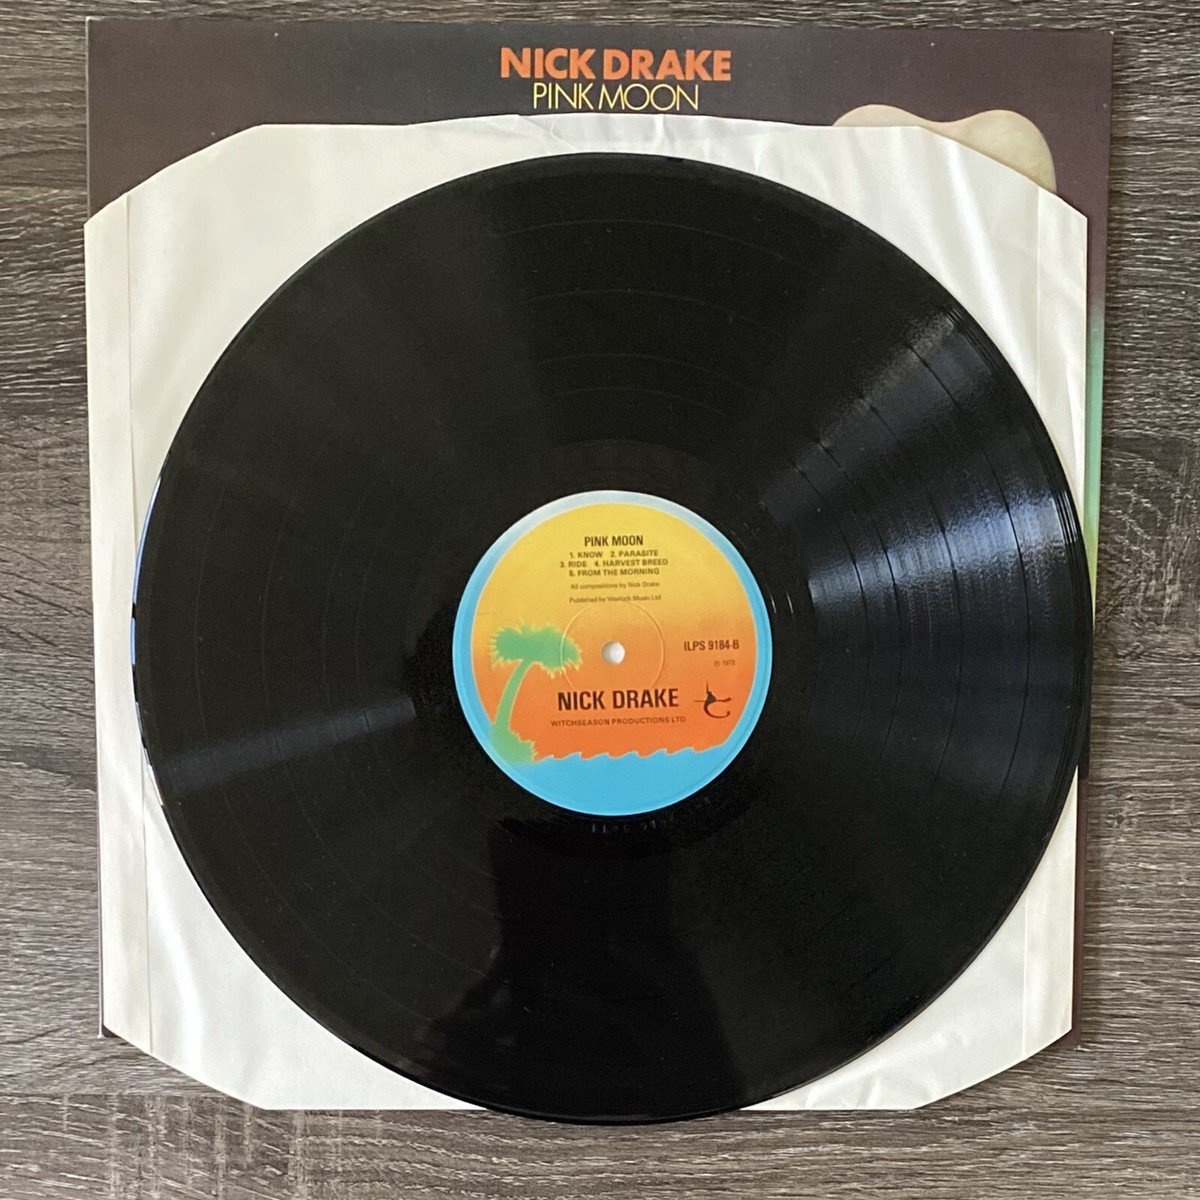 NICK DRAKE
PINK MOON
PINK MOON
1. KNOW 2. PARASITE
3. RIDE 4. HARVEST BREED
5. FROM THE MORNING
All compositions by Nick Drake
Published by Warlock Music Ltd
ILPS 9184-B
℗ 1972
NICK DRAKE
WITCHSEASON PRODUCTIONS LTD